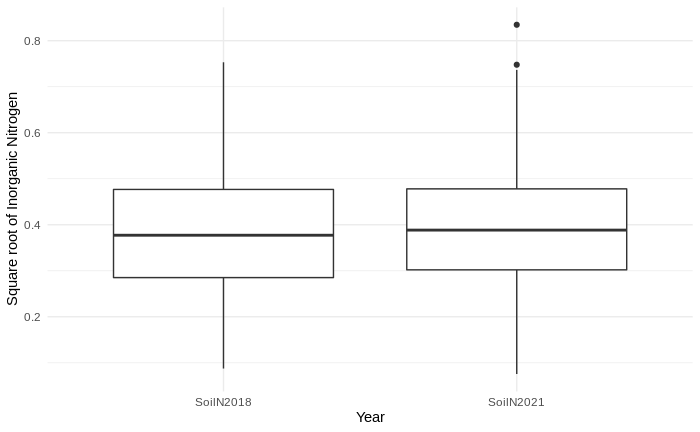 Square root of Inorganic Nitrogen
0.8
0.6
0.4
0.2
SoilN2018 SoilN2021
Year